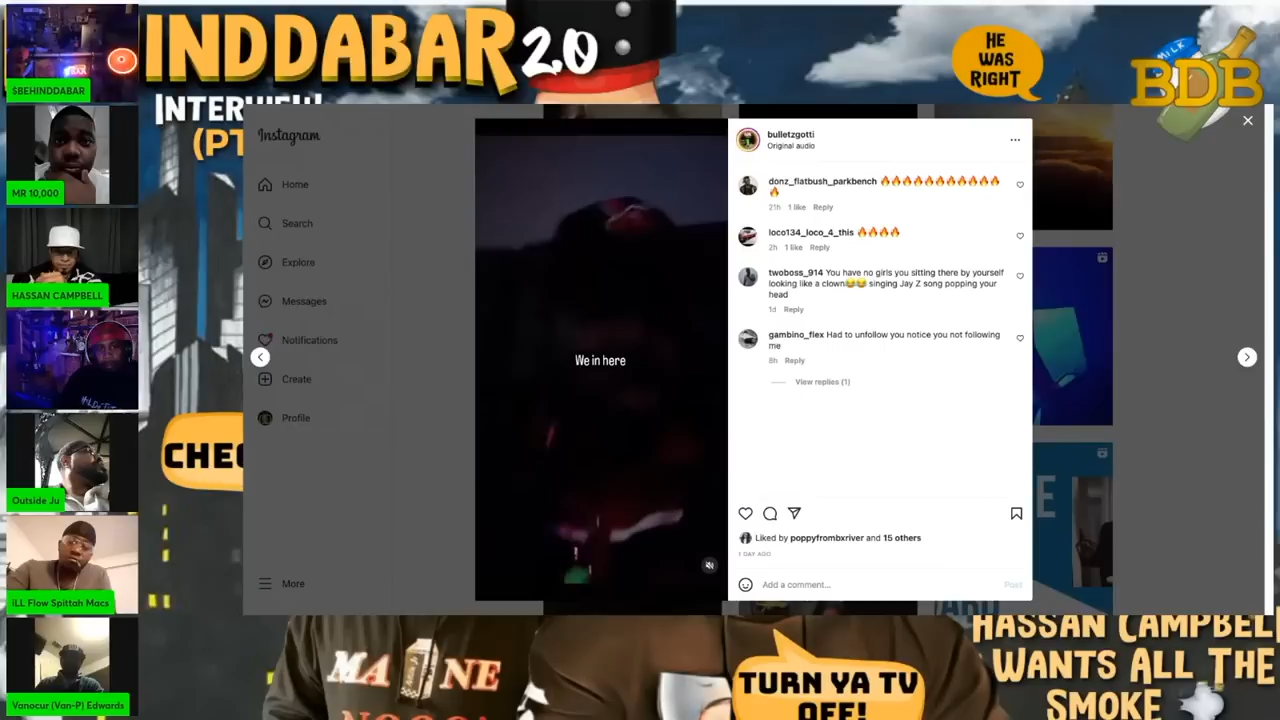 INDDABAR 2.0
INTERVIEW!
(PT
HE
WAS
RIGHT
MILK
BDB
$BEHINDDABAR
MR 10,000
HASSAN CAMPBELL
Outside Ju
iLL Flow Spittah Macs
Vanocur (Van-P) Edwards
CHEC
Instagram
Home
Search
Explore
Messages
Notifications
Create
Profile
More
We in here
bulletzgotti
Original audio
donz_flatbush_parkbench 🔥🔥🔥🔥🔥🔥🔥🔥🔥🔥🔥
🔥
21h 1 like Reply
loco134_loco_4_this 🔥🔥🔥🔥
2h 1 like Reply
twoboss_914 You have no girls you sitting there by yourself
looking like a clown😂😂 singing Jay Z song popping your
head
1d Reply
gambino_flex Had to unfollow you notice you not following
me
8h Reply
View replies (1)
Liked by poppyfrombxriver and 15 others
1 DAY AGO
Add a comment...
Post
MA NE
TURN YA TV
OFF!
HASSAN CAMPBELL
WANTS ALL THE
SMOKE